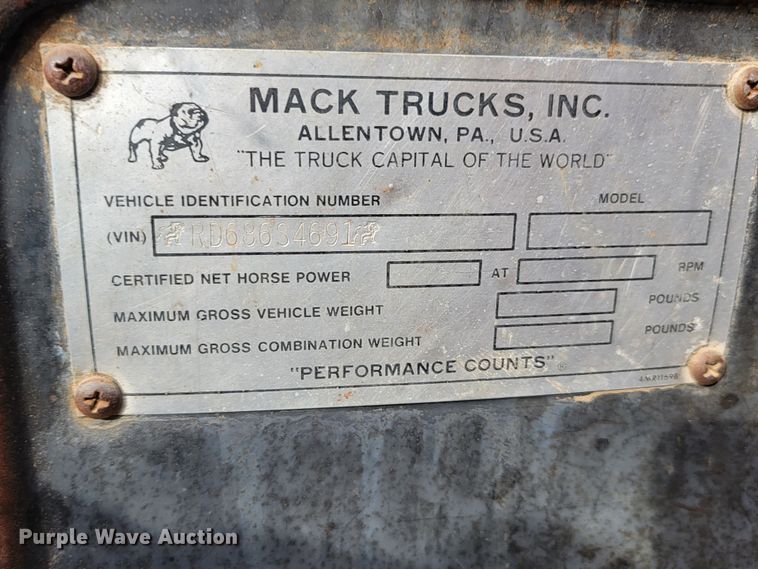 MACK TRUCKS, INC.
ALLENTOWN, PA., U.S.A.
"THE TRUCK CAPITAL OF THE WORLD"
VEHICLE IDENTIFICATION NUMBER MODEL
(VIN) RD686S4691
CERTIFIED NET HORSE POWER AT RPM
MAXIMUM GROSS VEHICLE WEIGHT POUNDS
MAXIMUM GROSS COMBINATION WEIGHT POUNDS
"PERFORMANCE COUNTS"®
Purple Wave Auction